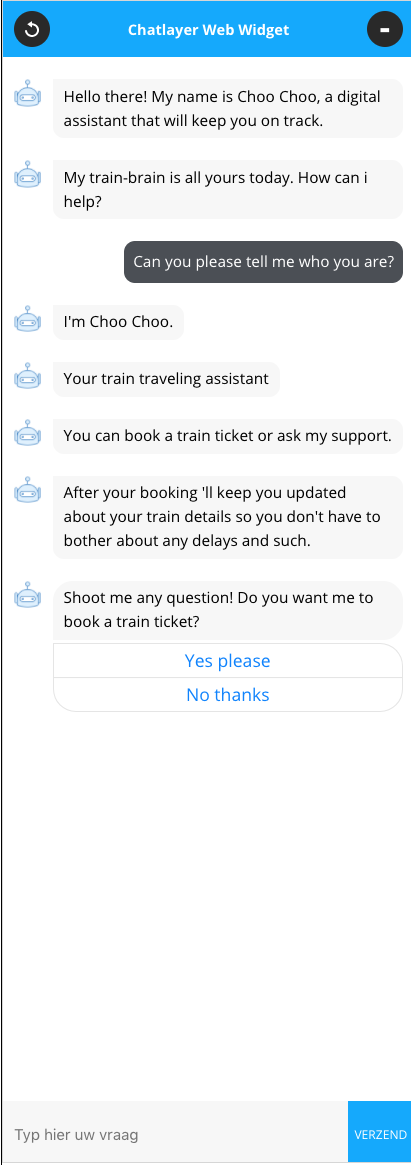 Chatlayer Web Widget
Hello there! My name is Choo Choo, a digital
assistant that will keep you on track.
My train-brain is all yours today. How can i
help?
Can you please tell me who you are?
I'm Choo Choo.
Your train traveling assistant
You can book a train ticket or ask my support.
After your booking 'll keep you updated
about your train details so you don't have to
bother about any delays and such.
Shoot me any question! Do you want me to
book a train ticket?
Yes please
No thanks
Typ hier uw vraag
VERZEND